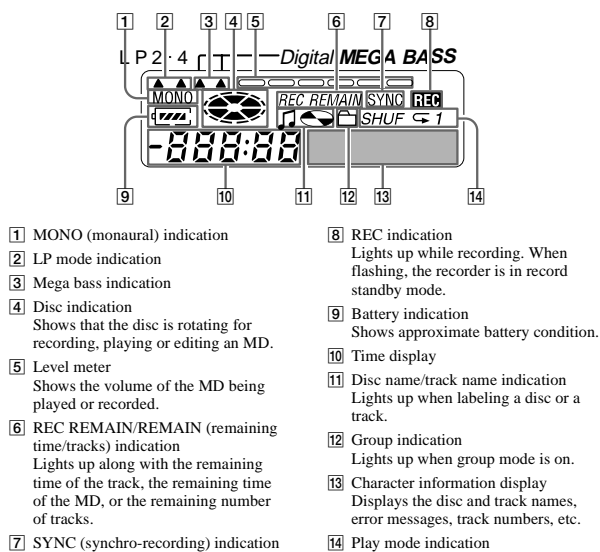 1 2 3 4 5 6 7 8
LP2·4 Digital MEGA BASS
MONO REC REMAIN SYNC REC
SHUF 1
-888:88
9 10 11 12 13 14
1 MONO (monaural) indication
2 LP mode indication
3 Mega bass indication
4 Disc indication
Shows that the disc is rotating for
recording, playing or editing an MD.
5 Level meter
Shows the volume of the MD being
played or recorded.
6 REC REMAIN/REMAIN (remaining
time/tracks) indication
Lights up along with the remaining
time of the track, the remaining time
of the MD, or the remaining number
of tracks.
7 SYNC (synchro-recording) indication
8 REC indication
Lights up while recording. When
flashing, the recorder is in record
standby mode.
9 Battery indication
Shows approximate battery condition.
10 Time display
11 Disc name/track name indication
Lights up when labeling a disc or a
track.
12 Group indication
Lights up when group mode is on.
13 Character information display
Displays the disc and track names,
error messages, track numbers, etc.
14 Play mode indication